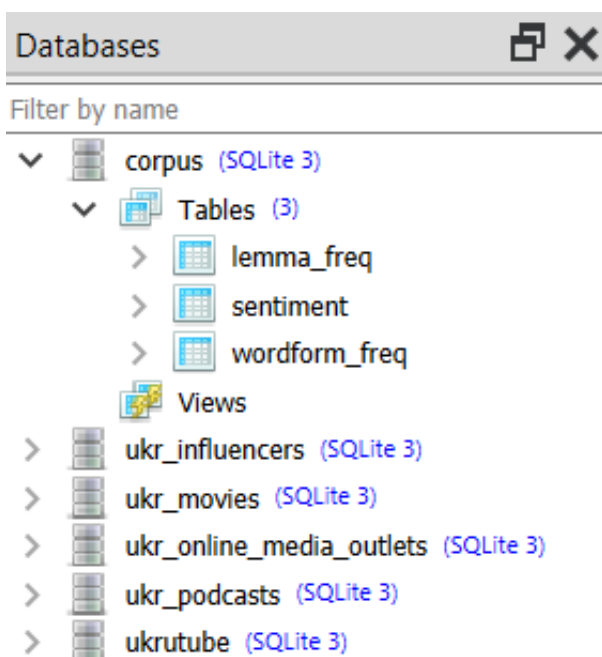 Databases
Filter by name
corpus (SQLite 3)
Tables (3)
lemma_freq
sentiment
wordform_freq
Views
ukr_influencers (SQLite 3)
ukr_movies (SQLite 3)
ukr_online_media_outlets (SQLite 3)
ukr_podcasts (SQLite 3)
ukrutube (SQLite 3)